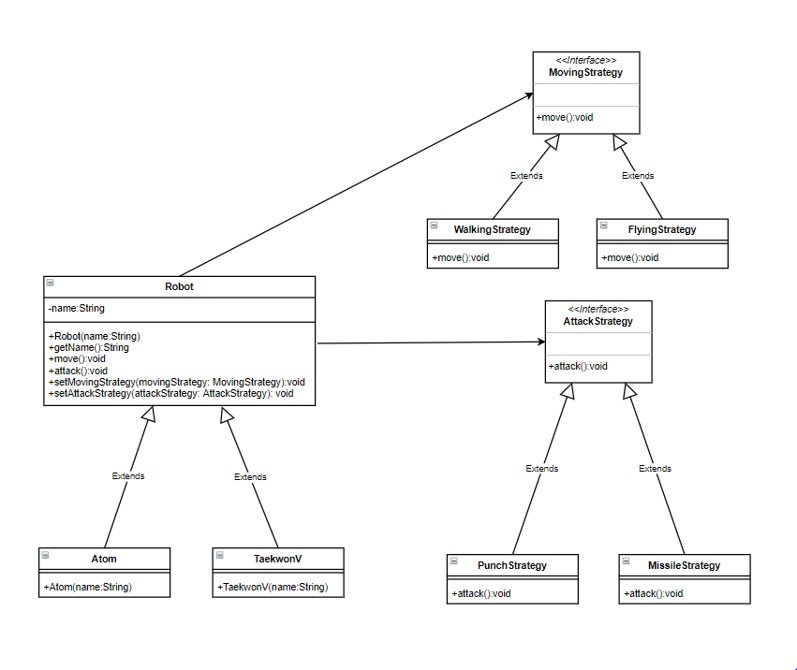 <<Interface>>
MovingStrategy
+move():void
Extends
Extends
WalkingStrategy
+move():void
FlyingStrategy
+move():void
Robot
-name:String
+Robot(name:String)
+getName():String
+move():void
+attack():void
+setMovingStrategy(movingStrategy: MovingStrategy):void
+setAttackStrategy(attackStrategy: AttackStrategy): void
<<Interface>>
AttackStrategy
+attack():void
Extends
Extends
Extends
Extends
Atom
+Atom(name:String)
TaekwonV
+TaekwonV(name:String)
PunchStrategy
+attack():void
MissileStrategy
+attack():void